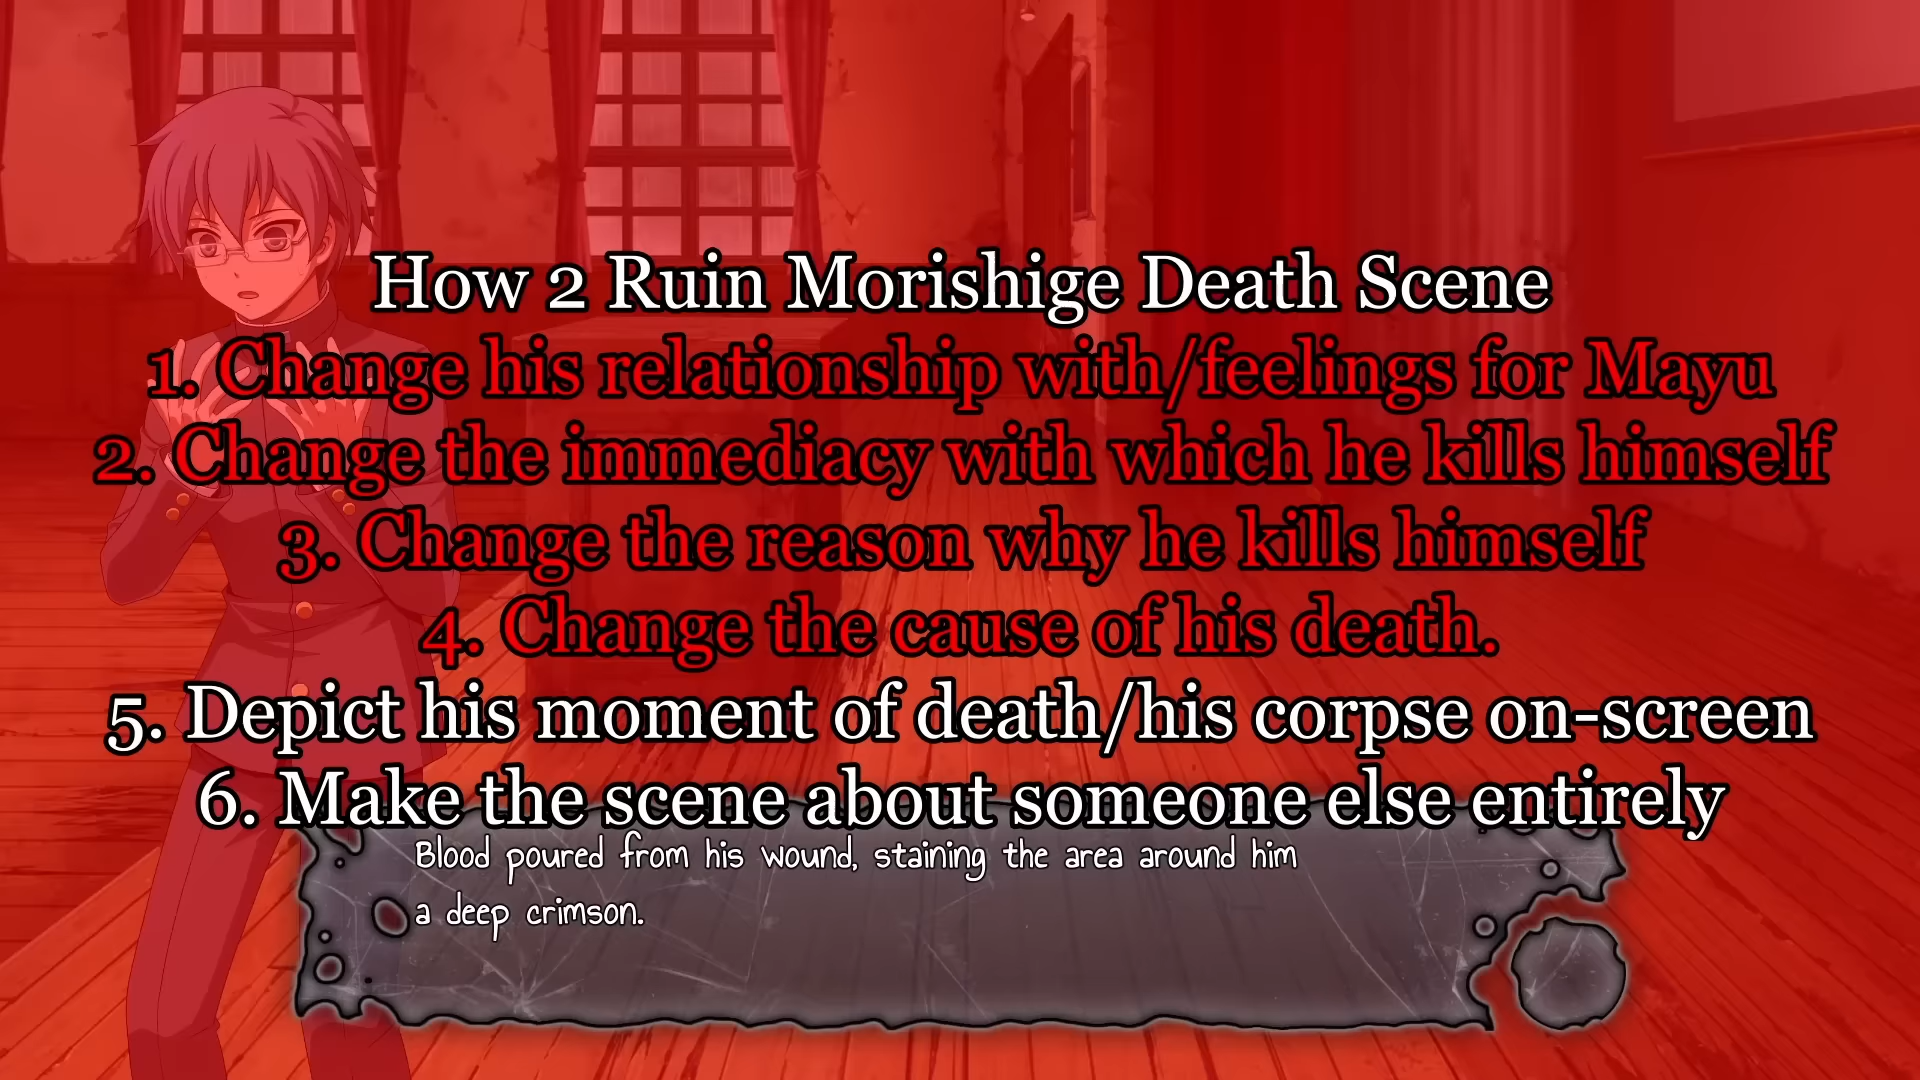 How 2 Ruin Morishige Death Scene
1. Change his relationship with/feelings for Mayu
2. Change the immediacy with which he kills himself
3. Change the reason why he kills himself
4. Change the cause of his death.
5. Depict his moment of death/his corpse on-screen
6. Make the scene about someone else entirely
Blood poured from his wound, staining the area around him
a deep crimson.